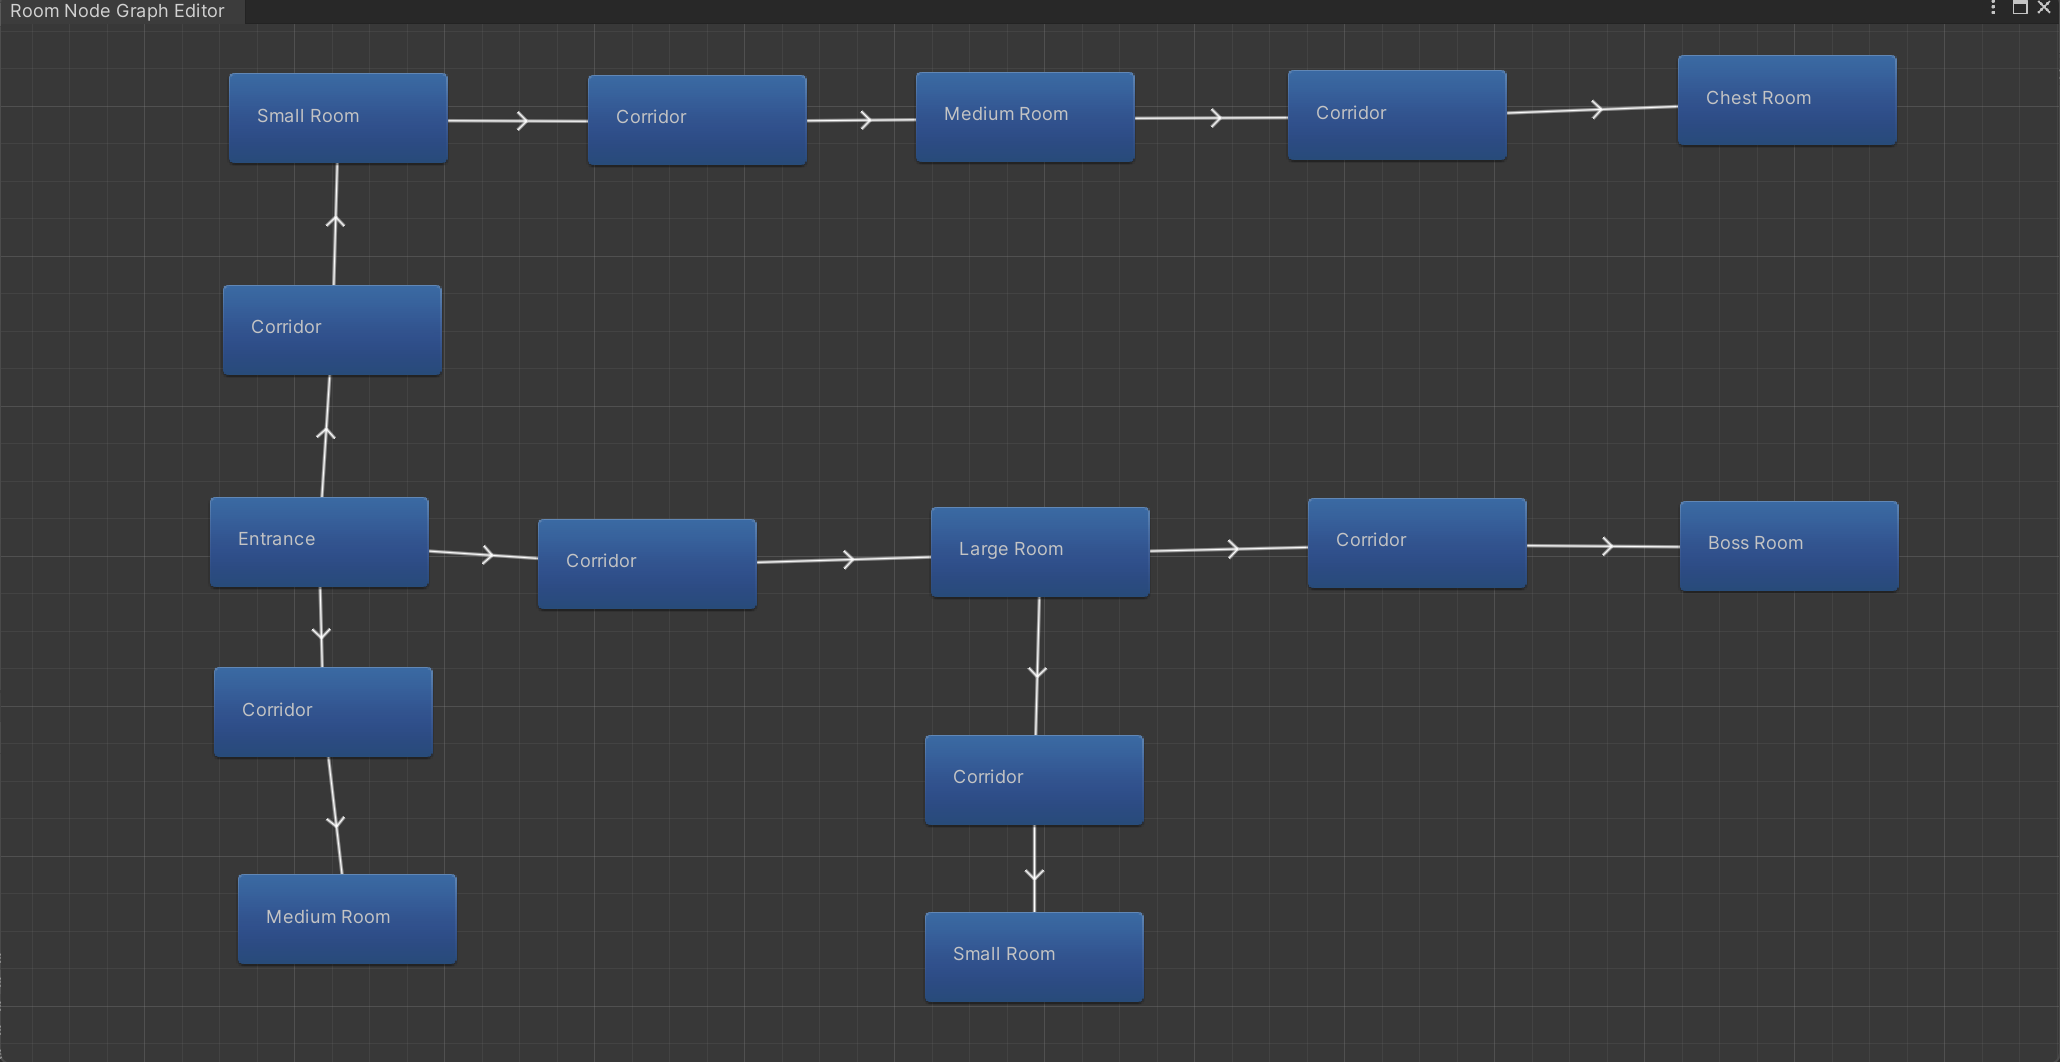 Room Node Graph Editor
Small Room
Corridor
Medium Room
Corridor
Chest Room
Corridor
Entrance
Corridor
Large Room
Corridor
Boss Room
Corridor
Corridor
Medium Room
Small Room